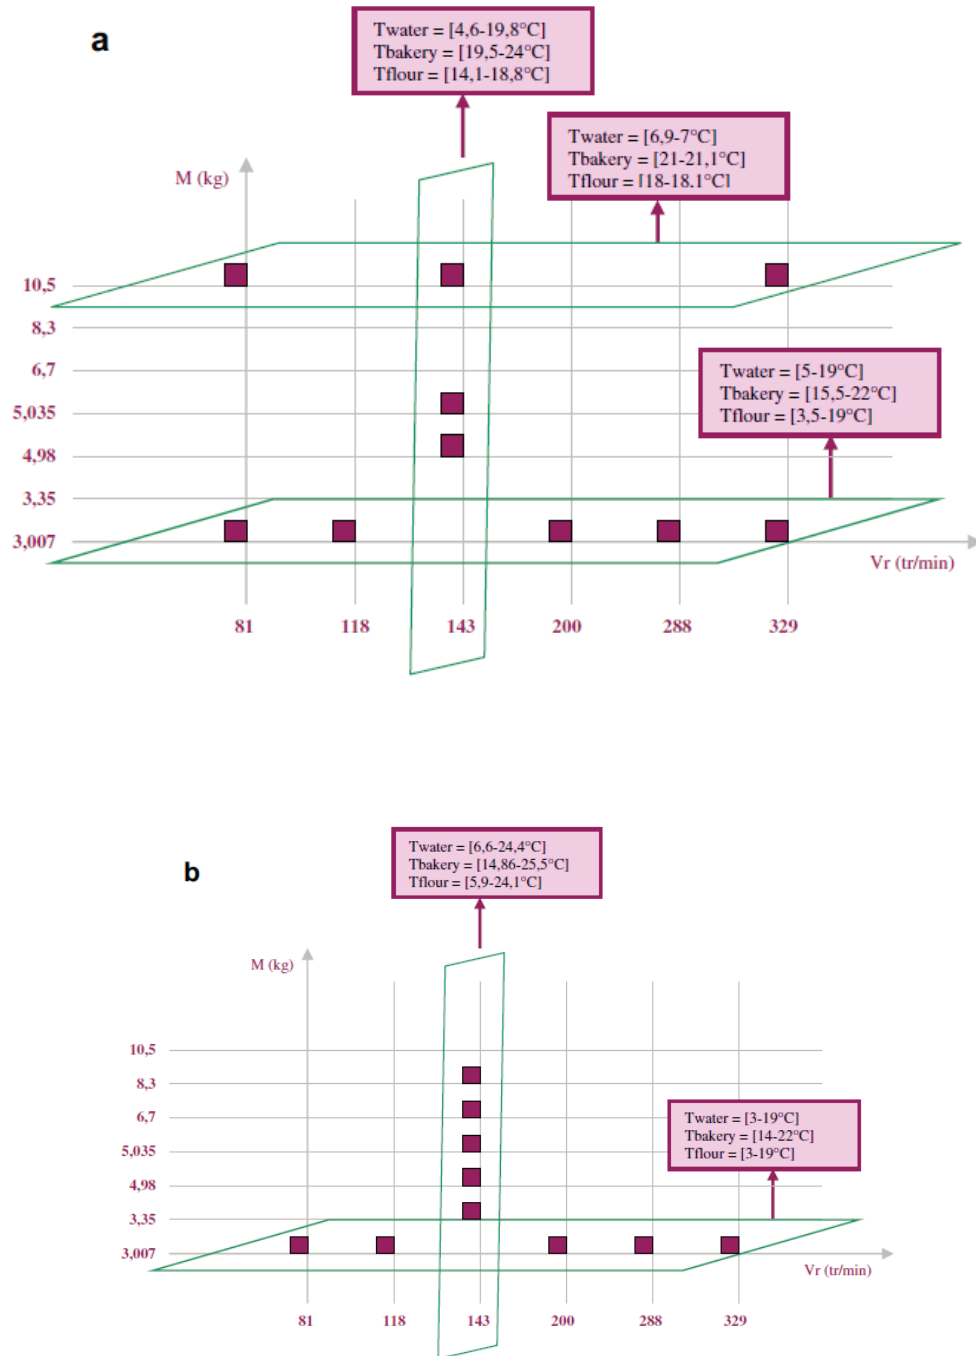 a
Twater = [4,6-19,8°C]
Tbakery = [19,5-24°C]
Tflour = [14,1-18,8°C]
Twater = [6,9-7°C]
Tbakery = [21-21,1°C]
Tflour = [18-18,1°C]
M (kg)
10,5
8,3
6,7
Twater = [5-19°C]
Tbakery = [15,5-22°C]
Tflour = [3,5-19°C]
5,035
4,98
3,35
3,007
Vr (tr/min)
81 118 143 200 288 329
b
Twater = [6,6-24,4°C]
Tbakery = [14,86-25,5°C]
Tflour = [5,9-24,1°C]
M (kg)
10,5
8,3
6,7
Twater = [3-19°C]
Tbakery = [14-22°C]
Tflour = [3-19°C]
5,035
4,98
3,35
3,007
Vr (tr/min)
81 118 143 200 288 329